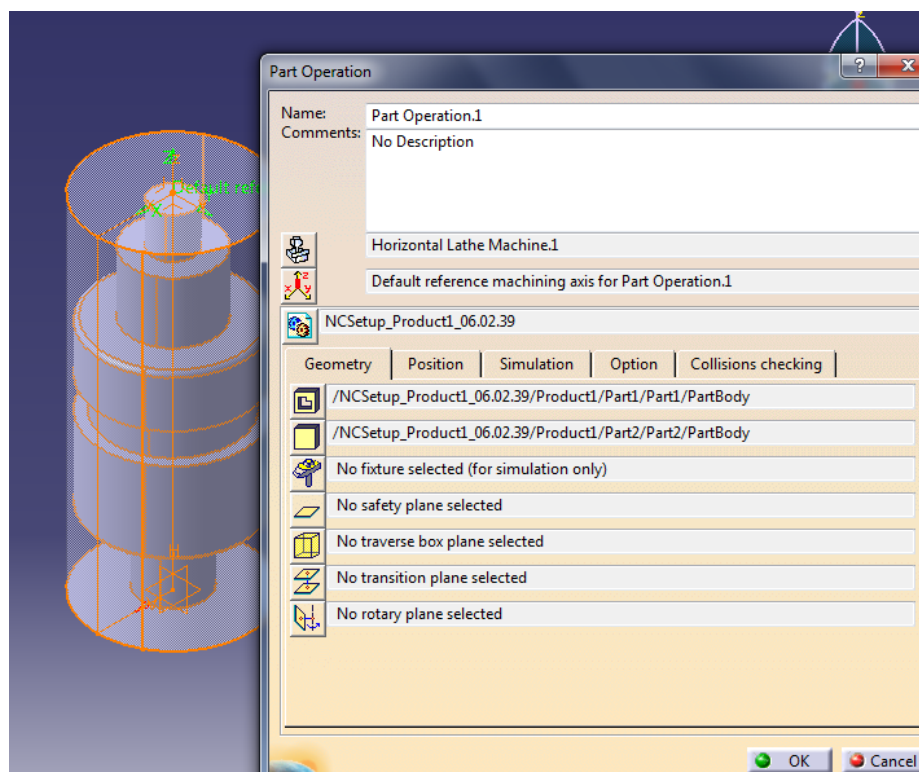 Part Operation
Name: Part Operation.1
Comments: No Description
Horizontal Lathe Machine.1
Default reference machining axis for Part Operation.1
NCSetup_Product1_06.02.39
Geometry Position Simulation Option Collisions checking
/NCSetup_Product1_06.02.39/Product1/Part1/Part1/PartBody
/NCSetup_Product1_06.02.39/Product1/Part2/Part2/PartBody
No fixture selected (for simulation only)
No safety plane selected
No traverse box plane selected
No transition plane selected
No rotary plane selected
OK Cancel